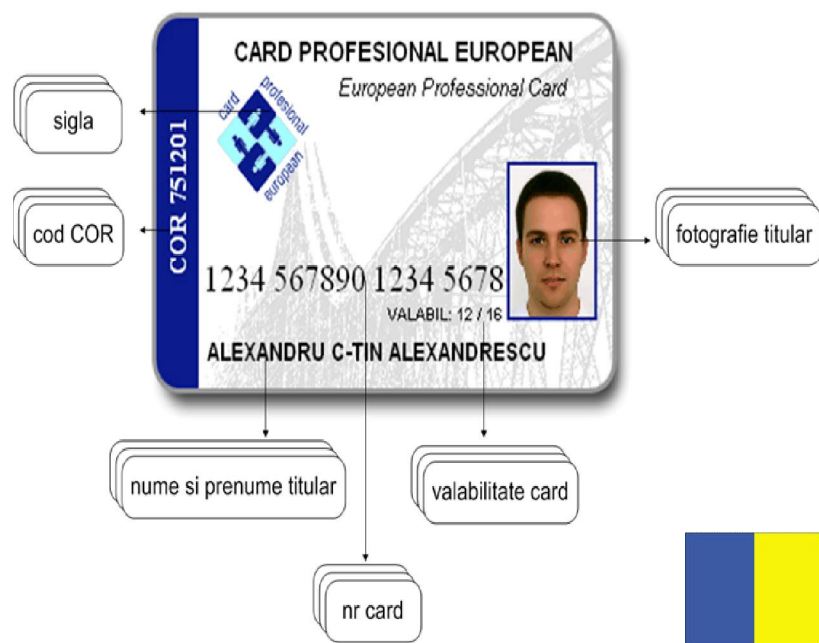 CARD PROFESIONAL EUROPEAN
European Professional Card
sigla
card
profesional
european
cod COR
COR 751201
fotografie titular
1234 567890 1234 5678
VALABIL: 12 / 16
ALEXANDRU C-TIN ALEXANDRESCU
nume si prenume titular
valabilitate card
nr card